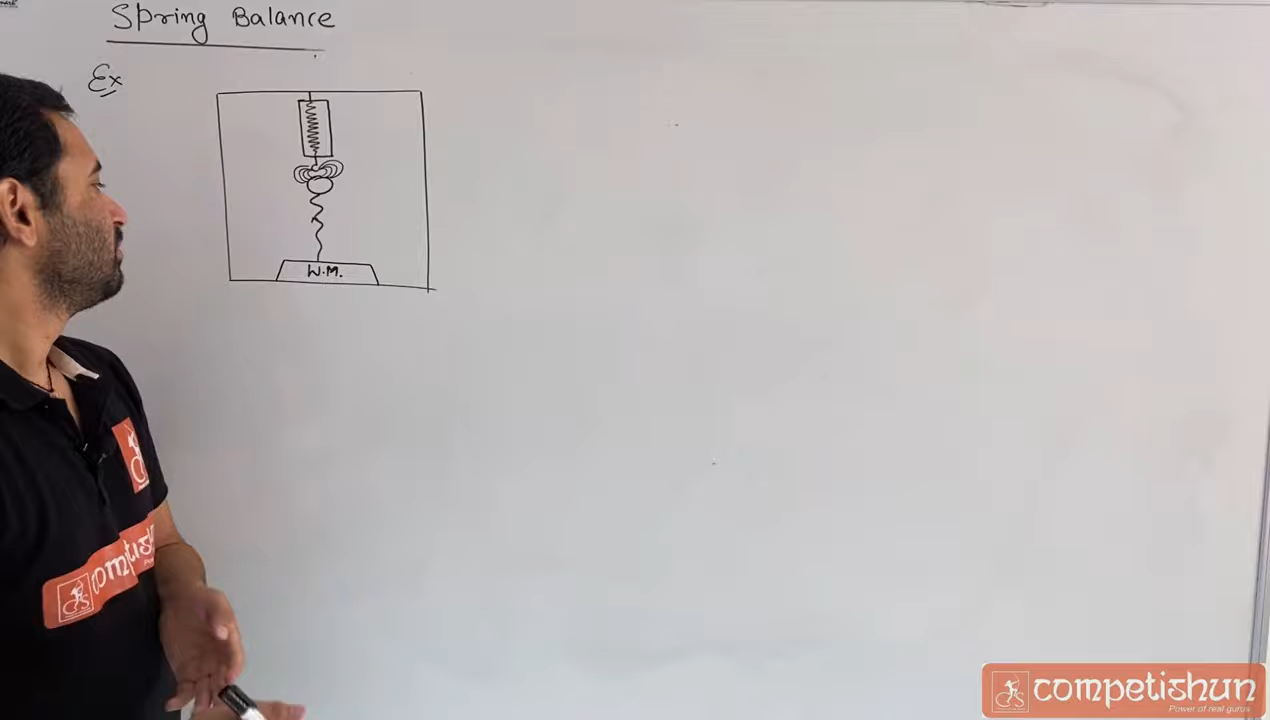 Spring Balance
Ex
W.M.
competishun
Power of real gurus